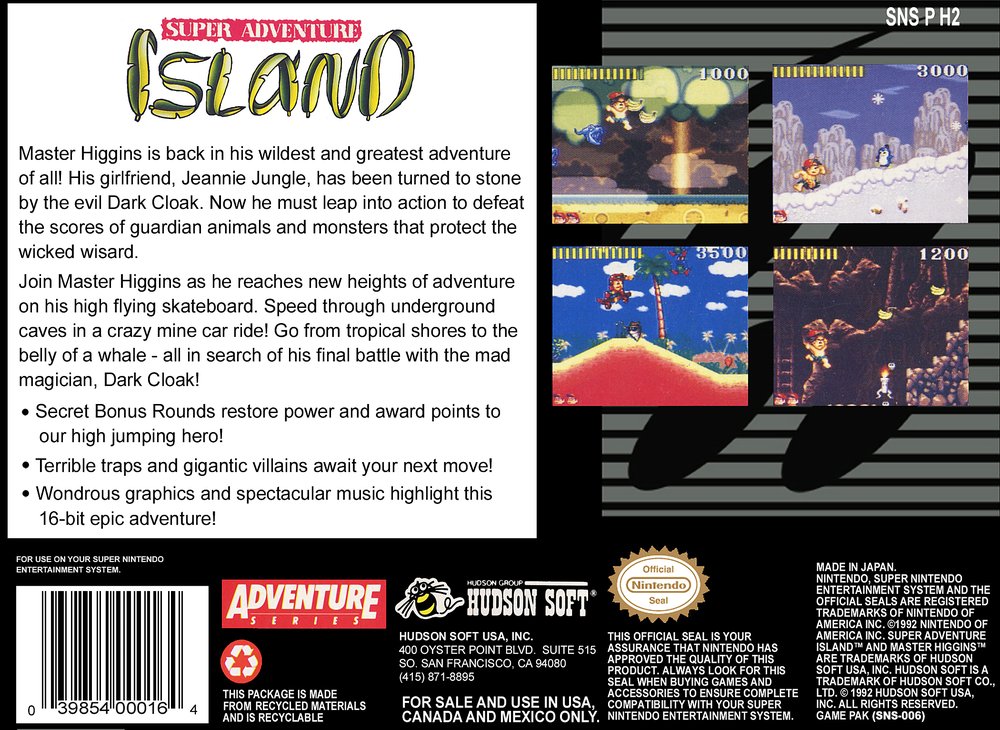 SUPER ADVENTURE
ISLAND
Master Higgins is back in his wildest and greatest adventure
of all! His girlfriend, Jeannie Jungle, has been turned to stone
by the evil Dark Cloak. Now he must leap into action to defeat
the scores of guardian animals and monsters that protect the
wicked wisard.
Join Master Higgins as he reaches new heights of adventure
on his high flying skateboard. Speed through underground
caves in a crazy mine car ride! Go from tropical shores to the
belly of a whale - all in search of his final battle with the mad
magician, Dark Cloak!
• Secret Bonus Rounds restore power and award points to
our high jumping hero!
• Terrible traps and gigantic villains await your next move!
• Wondrous graphics and spectacular music highlight this
16-bit epic adventure!
SNS P H2
1000
3000
3500
1200
FOR USE ON YOUR SUPER NINTENDO
ENTERTAINMENT SYSTEM.
0 39854 00016 4
ADVENTURE
SERIES
THIS PACKAGE IS MADE
FROM RECYCLED MATERIALS
AND IS RECYCLABLE
HUDSON GROUP
HUDSON SOFT®
HUDSON SOFT USA, INC.
400 OYSTER POINT BLVD. SUITE 515
SO. SAN FRANCISCO, CA 94080
(415) 871-8895
FOR SALE AND USE IN USA,
CANADA AND MEXICO ONLY.
Official
Nintendo
Seal
THIS OFFICIAL SEAL IS YOUR
ASSURANCE THAT NINTENDO HAS
APPROVED THE QUALITY OF THIS
PRODUCT. ALWAYS LOOK FOR THIS
SEAL WHEN BUYING GAMES AND
ACCESSORIES TO ENSURE COMPLETE
COMPATIBILITY WITH YOUR SUPER
NINTENDO ENTERTAINMENT SYSTEM.
MADE IN JAPAN.
NINTENDO, SUPER NINTENDO
ENTERTAINMENT SYSTEM AND THE
OFFICIAL SEALS ARE REGISTERED
TRADEMARKS OF NINTENDO OF
AMERICA INC. ©1992 NINTENDO OF
AMERICA INC. SUPER ADVENTURE
ISLAND™ AND MASTER HIGGINS™
ARE TRADEMARKS OF HUDSON
SOFT USA, INC. HUDSON SOFT IS A
TRADEMARK OF HUDSON SOFT CO.,
LTD. © 1992 HUDSON SOFT USA,
INC. ALL RIGHTS RESERVED.
GAME PAK (SNS-006)